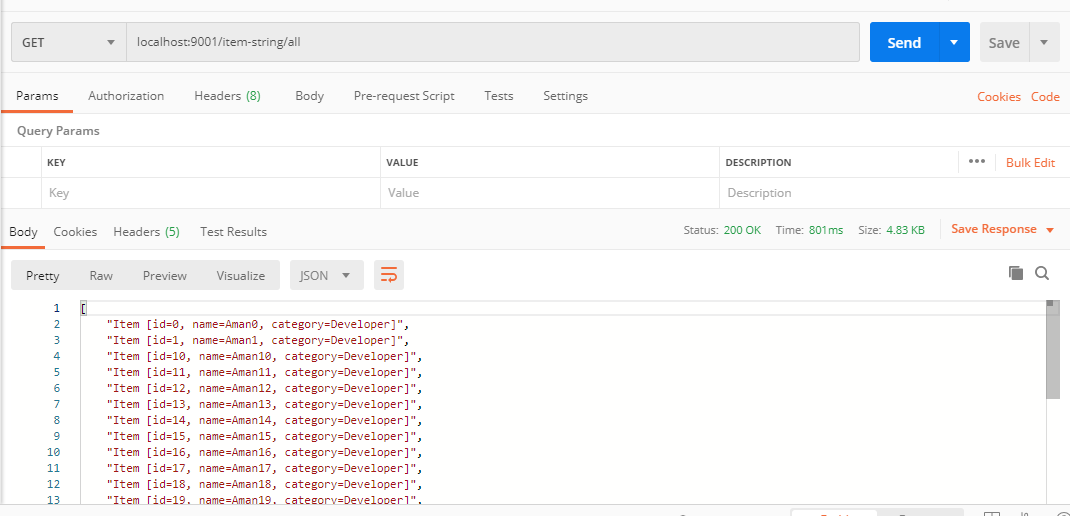 GET localhost:9001/item-string/all Send Save
Params Authorization Headers (8) Body Pre-request Script Tests Settings Cookies Code
Query Params
KEY VALUE DESCRIPTION ••• Bulk Edit
Key Value Description
Body Cookies Headers (5) Test Results Status: 200 OK Time: 801ms Size: 4.83 KB Save Response
Pretty Raw Preview Visualize JSON
1 [
2 "Item [id=0, name=Aman0, category=Developer]",
3 "Item [id=1, name=Aman1, category=Developer]",
4 "Item [id=10, name=Aman10, category=Developer]",
5 "Item [id=11, name=Aman11, category=Developer]",
6 "Item [id=12, name=Aman12, category=Developer]",
7 "Item [id=13, name=Aman13, category=Developer]",
8 "Item [id=14, name=Aman14, category=Developer]",
9 "Item [id=15, name=Aman15, category=Developer]",
10 "Item [id=16, name=Aman16, category=Developer]",
11 "Item [id=17, name=Aman17, category=Developer]",
12 "Item [id=18, name=Aman18, category=Developer]",
13 "Item [id=19, name=Aman19, category=Developer]",